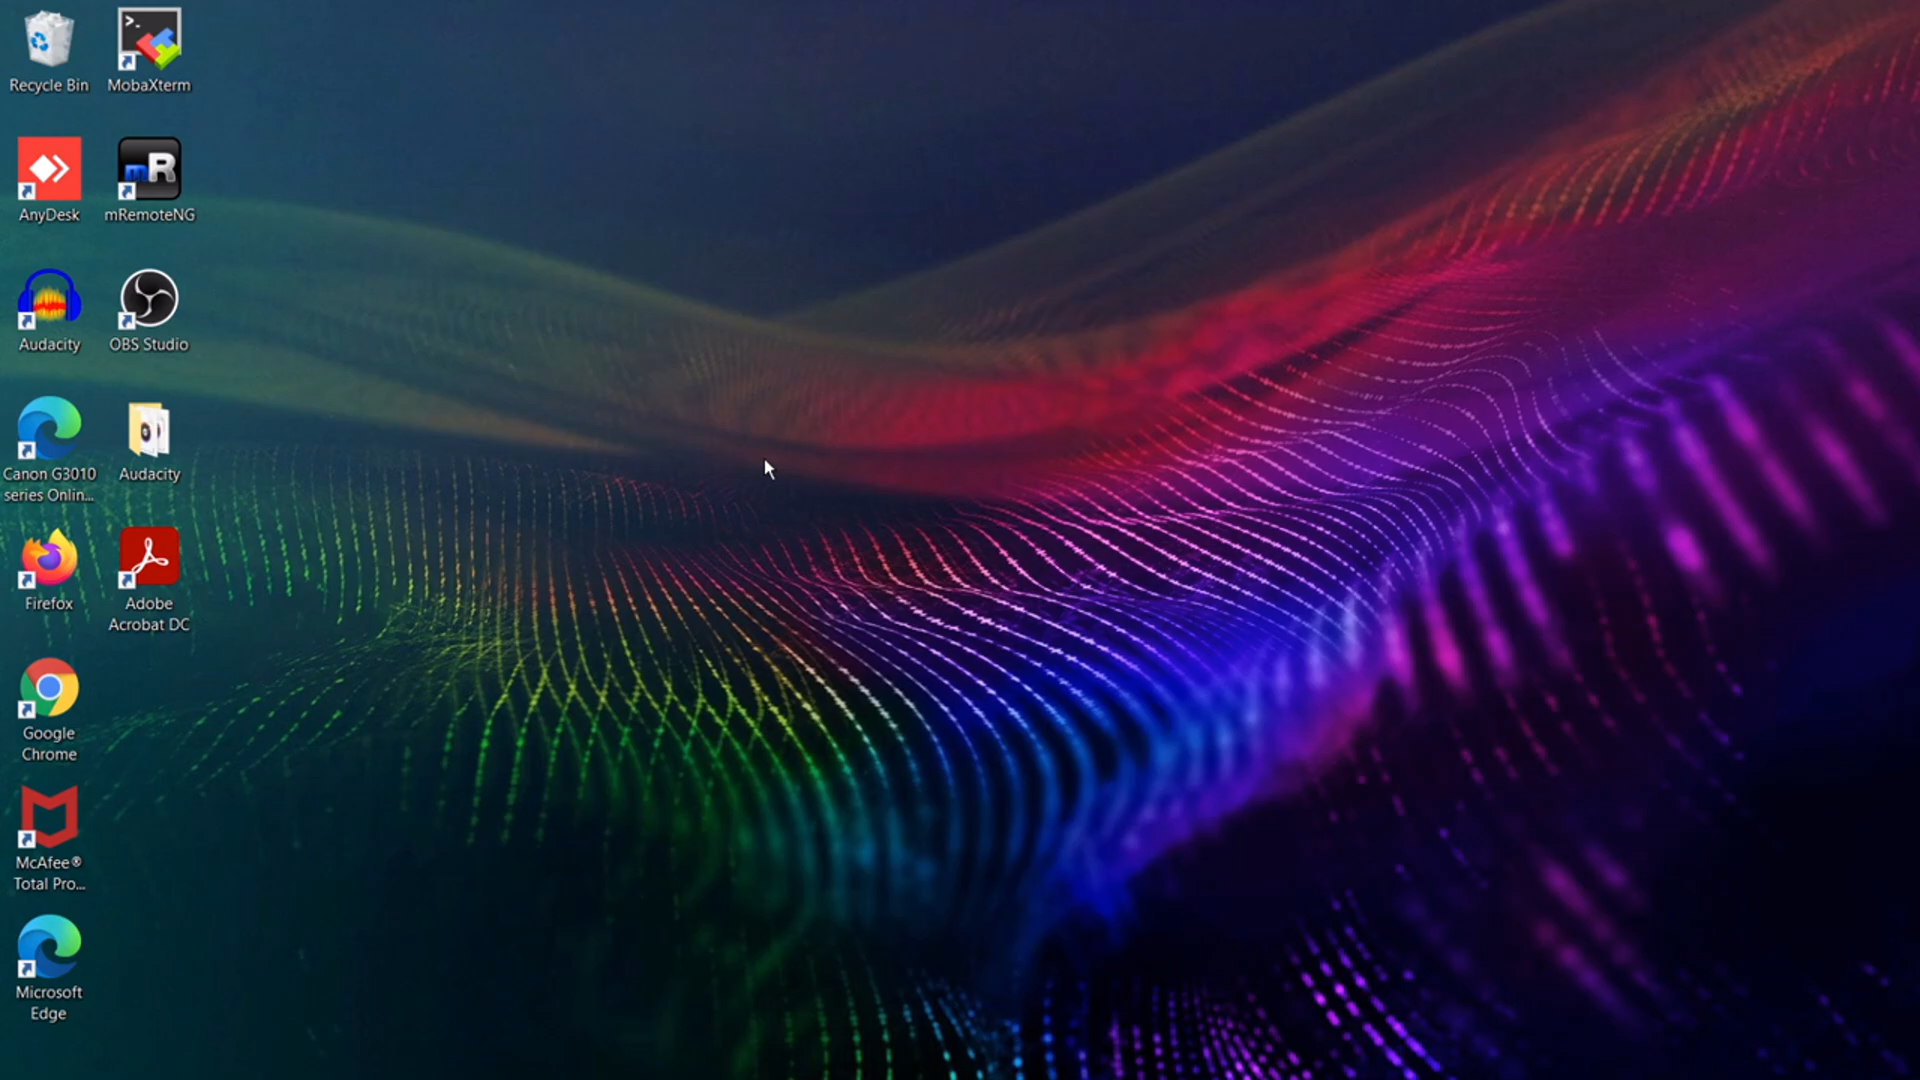 Recycle Bin
MobaXterm
AnyDesk
mRemoteNG
Audacity
OBS Studio
Canon G3010
series Onlin...
Audacity
Firefox
Adobe
Acrobat DC
Google
Chrome
McAfee®
Total Pro...
Microsoft
Edge